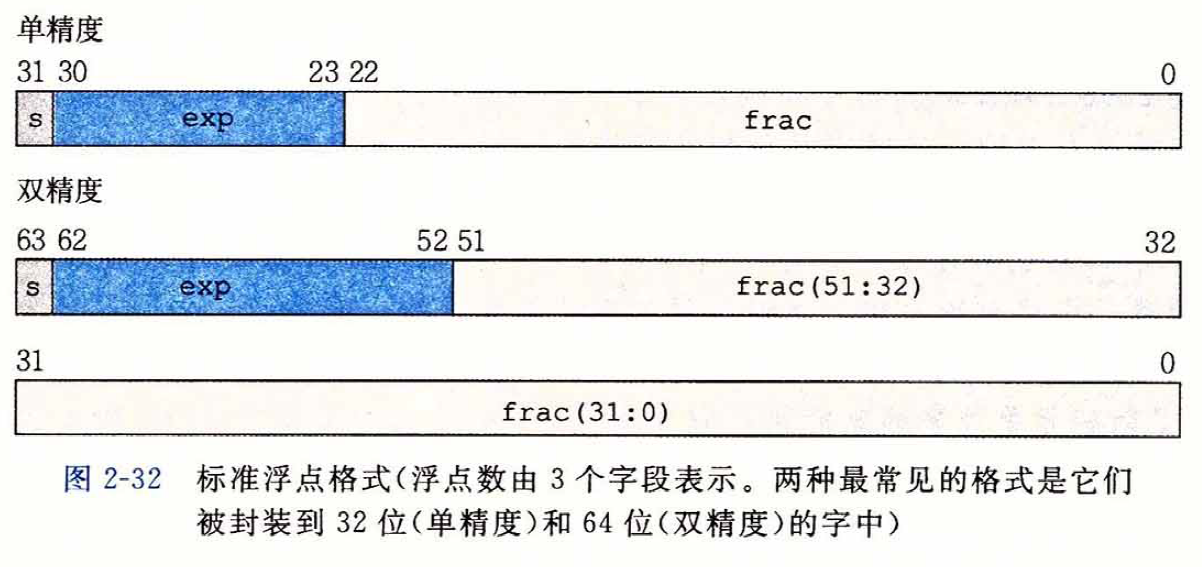 单精度
31 30 23 22 0
s exp frac
双精度
63 62 52 51 32
s exp frac(51:32)
31 0
frac(31:0)
图 2-32 标准浮点格式(浮点数由 3 个字段表示。两种最常见的格式是它们
被封装到 32 位(单精度)和 64 位(双精度)的字中)